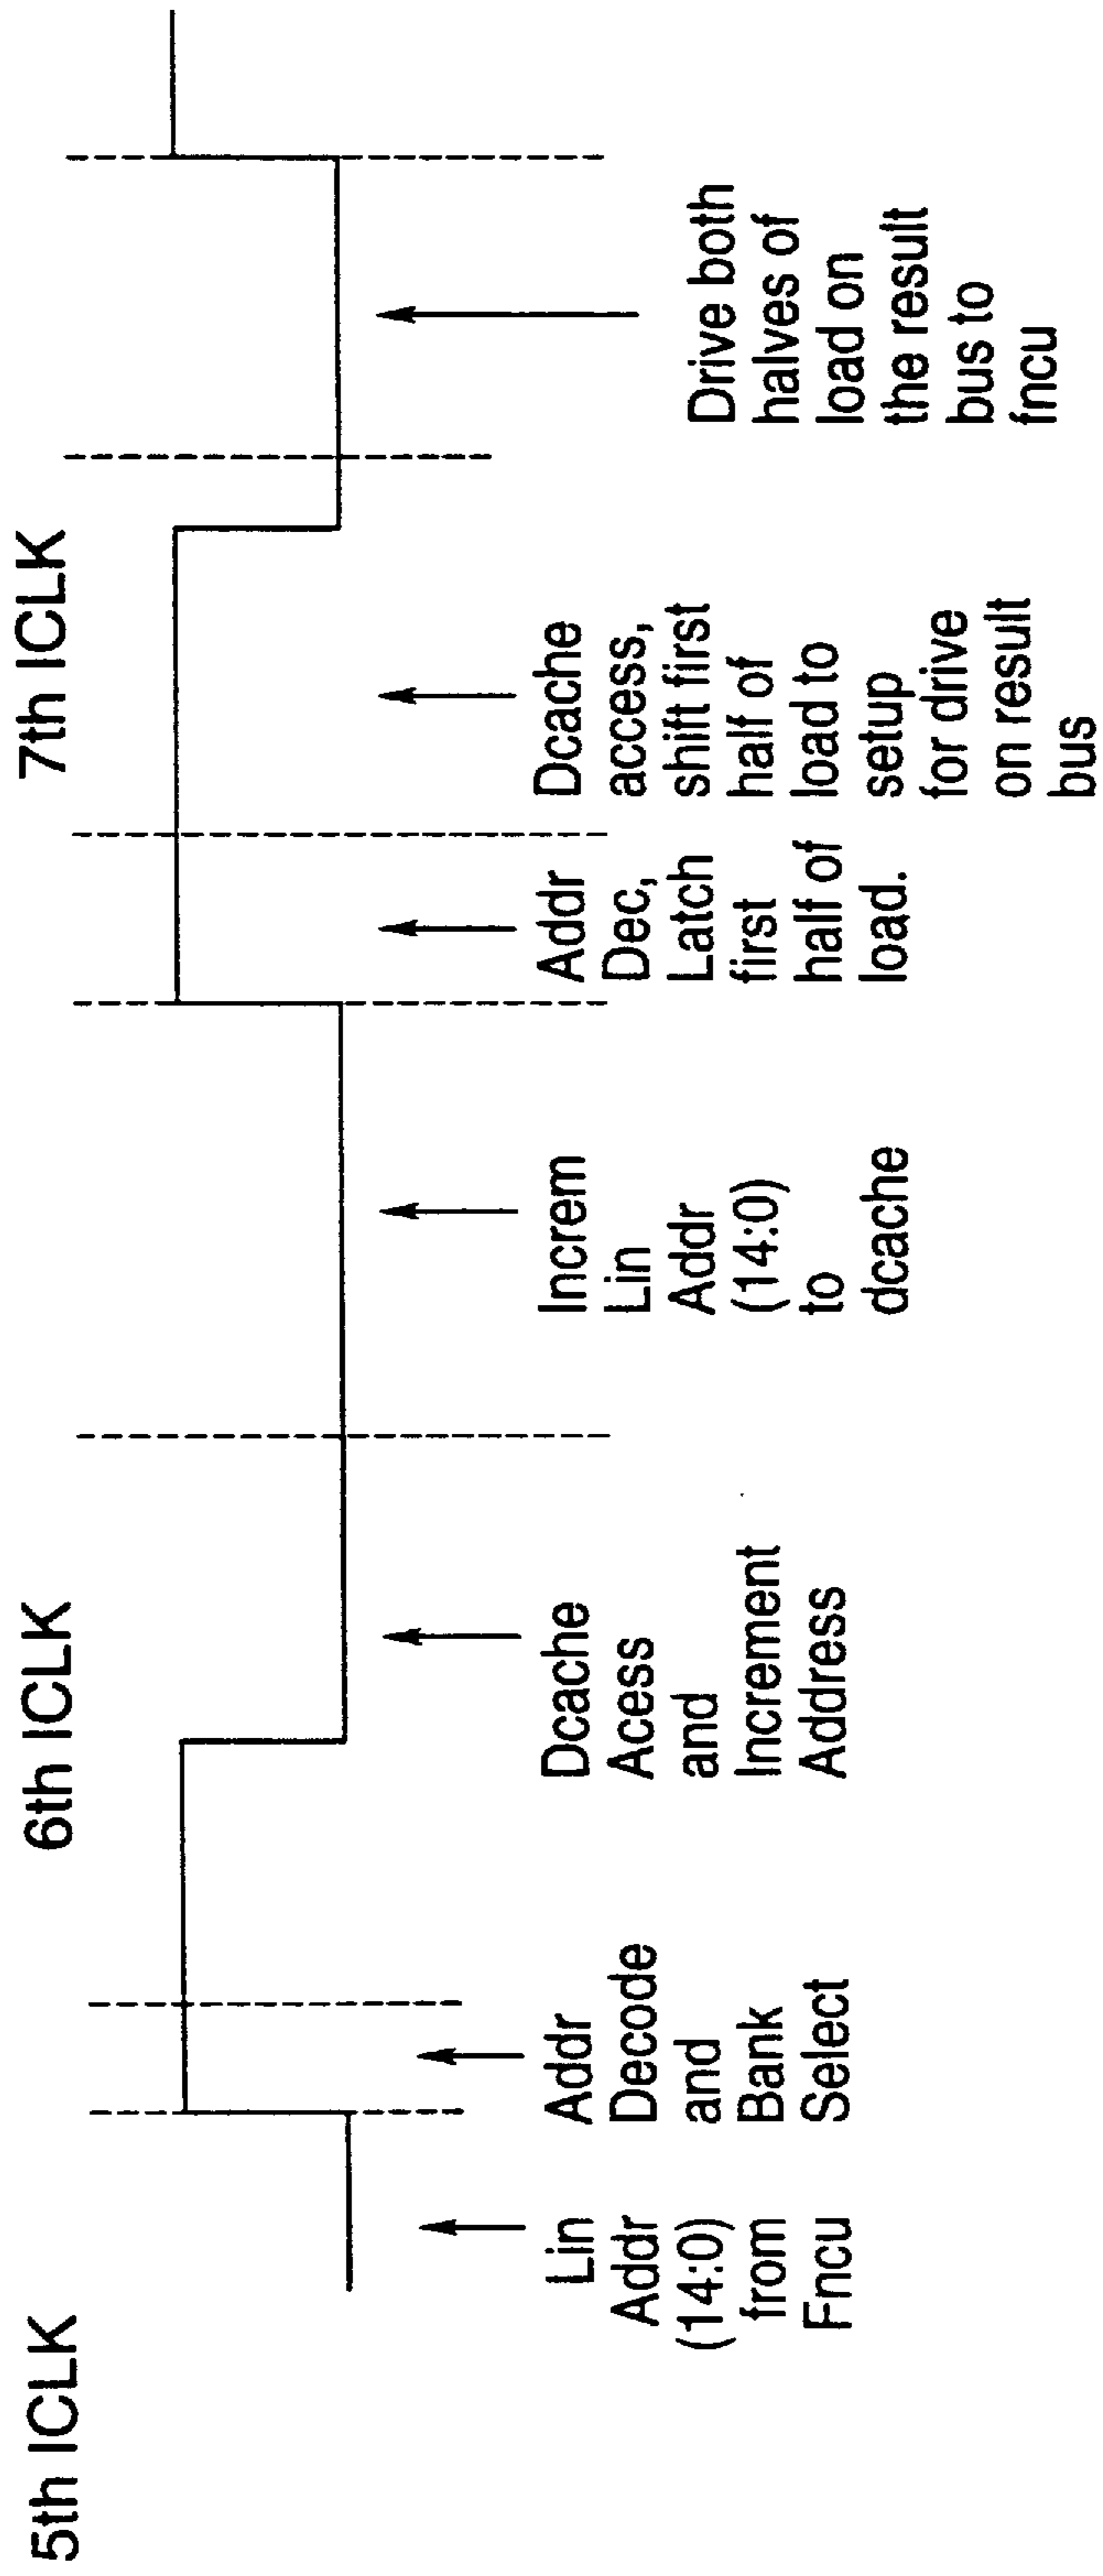 5th ICLK
6th ICLK
7th ICLK
Lin
Addr
(14:0)
from
Fncu
Addr
Decode
and
Bank
Select
Dcache
Acess
and
Increment
Address
Increm
Lin
Addr
(14:0)
to
dcache
Addr
Dec,
Latch
first
half of
load.
Dcache
access,
shift first
half of
load to
setup
for drive
on result
bus
Drive both
halves of
load on
the result
bus to
fncu